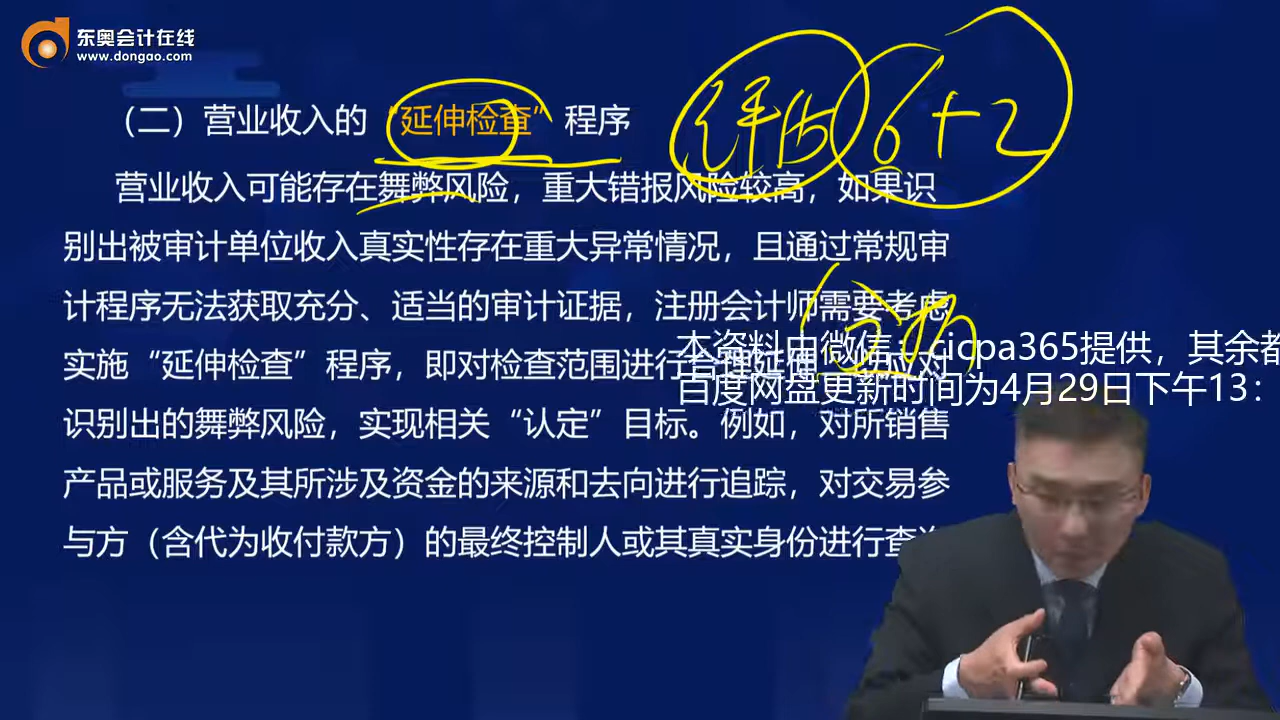 东奥会计在线
www.dongao.com
（二）营业收入的“延伸检查”程序
评估 6+2
营业收入可能存在舞弊风险，重大错报风险较高，如果识
别出被审计单位收入真实性存在重大异常情况，且通过常规审
计程序无法获取充分、适当的审计证据，注册会计师需要考虑
实施“延伸检查”程序，即对检查范围进行合理延伸
应对
本资料由微信：cicpa365提供，其余都
百度网盘更新时间为4月29日下午13：
识别出的舞弊风险，实现相关“认定”目标。例如，对所销售
产品或服务及其所涉及资金的来源和去向进行追踪，对交易参
与方（含代为收付款方）的最终控制人或其真实身份进行查